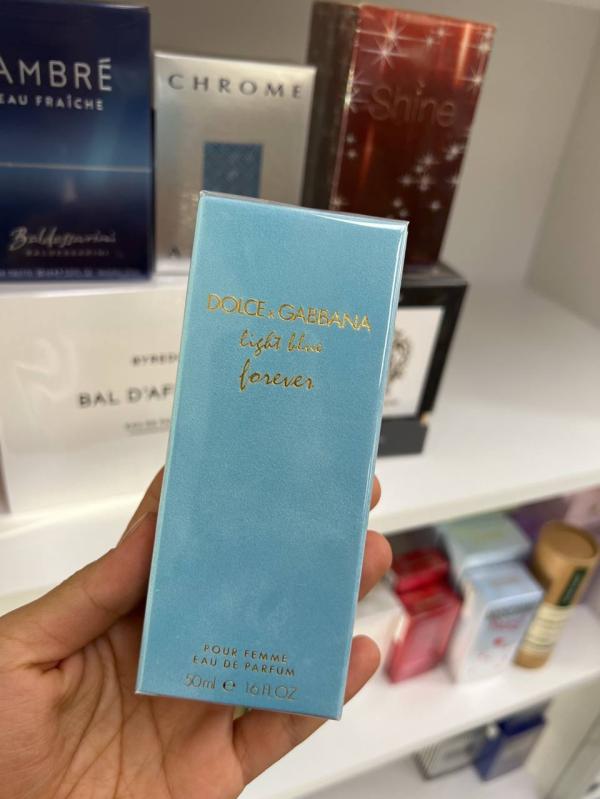 AMBRÉ
EAU FRAÎCHE
Baldessarini
BALDESSARINI
CHROME
Shine
BYREDO
BAL D'AF
DOLCE & GABBANA
light blue
forever
POUR FEMME
EAU DE PARFUM
50ml e 1.6 FL.OZ